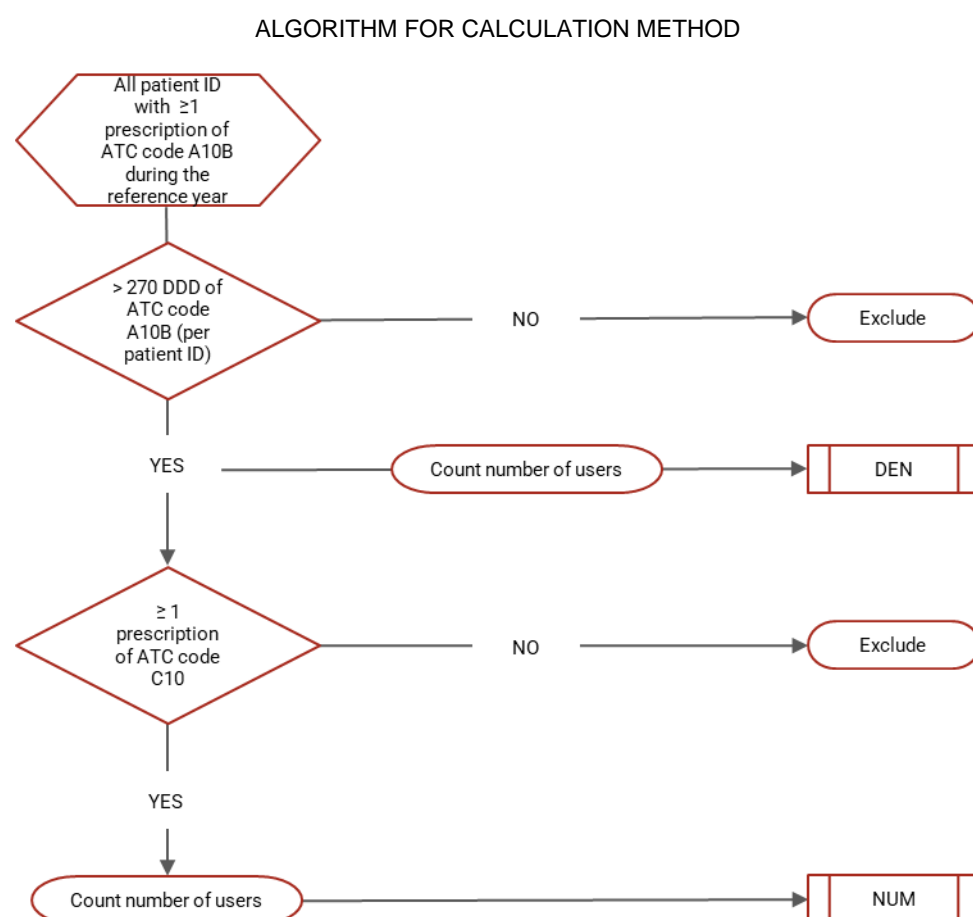 ALGORITHM FOR CALCULATION METHOD
All patient ID
with ≥1
prescription of
ATC code A10B
during the
reference year
> 270 DDD of
ATC code
A10B (per
patient ID)
NO
Exclude
YES
Count number of users
DEN
≥ 1
prescription
of ATC code
C10
NO
Exclude
YES
Count number of users
NUM